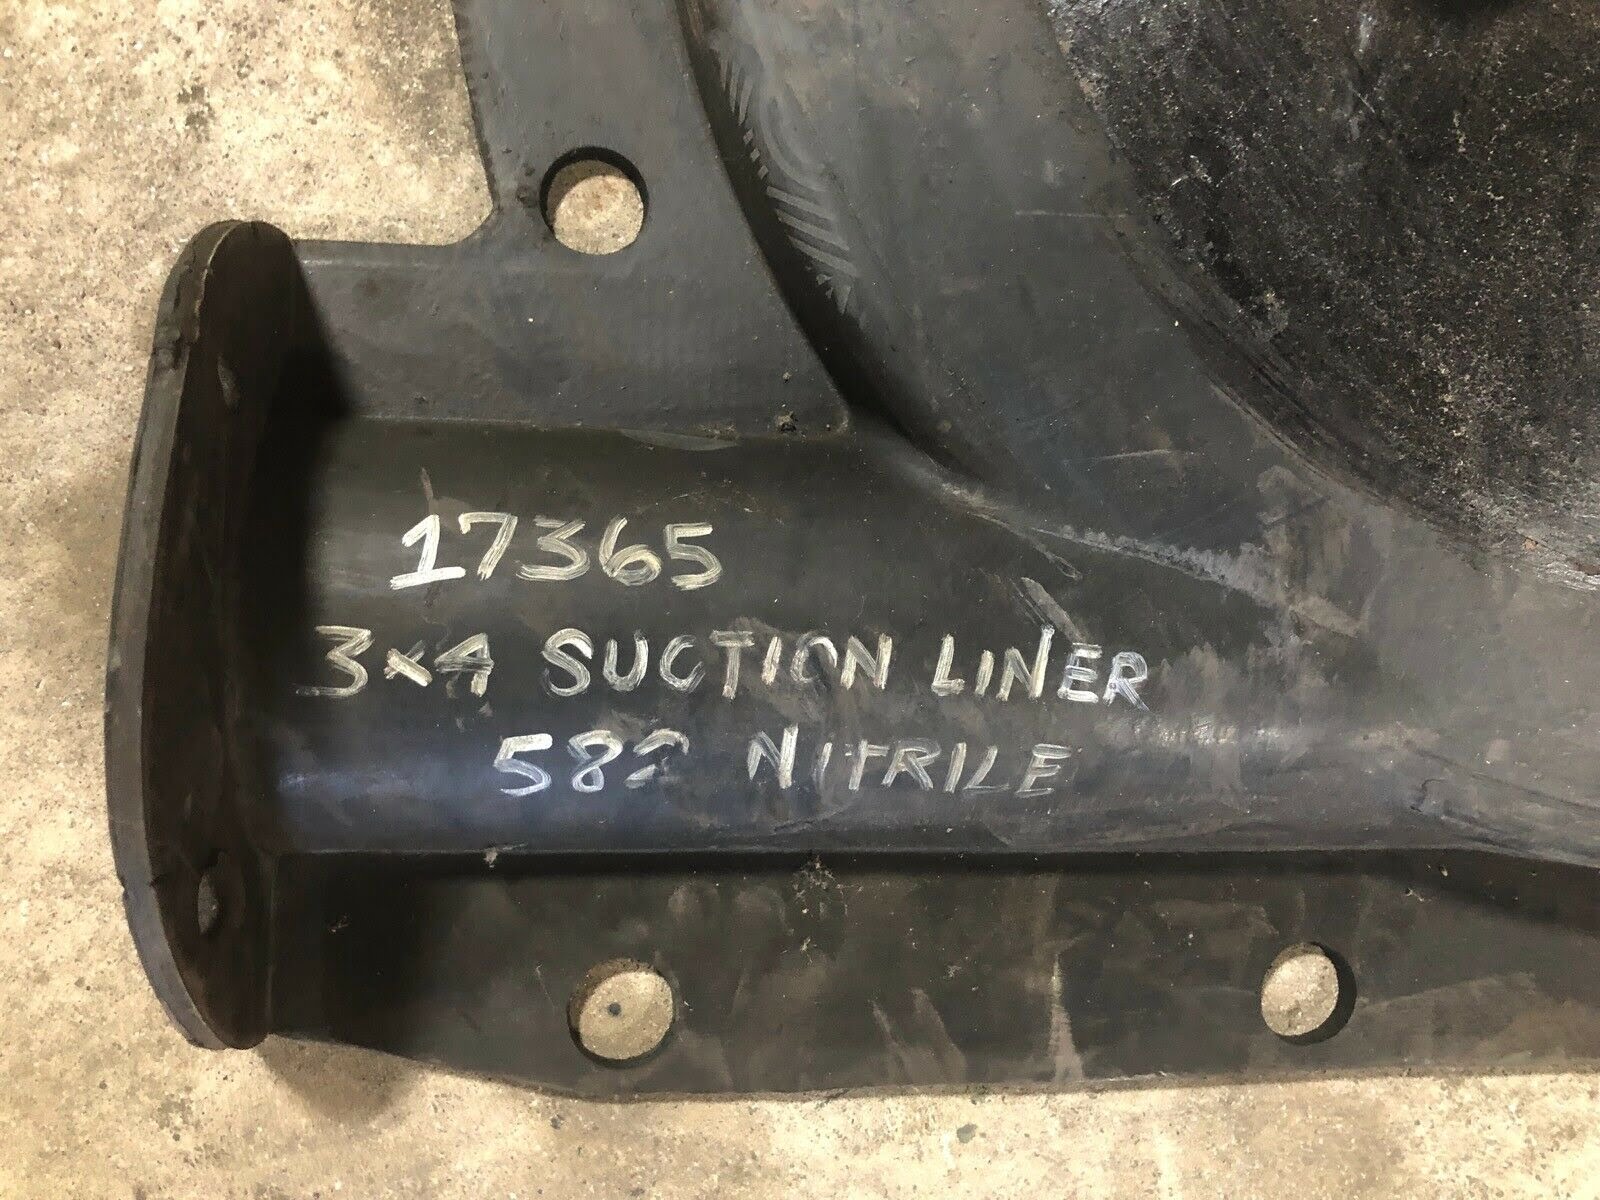 17365
3x4 SUCTION LINER
NITRILE